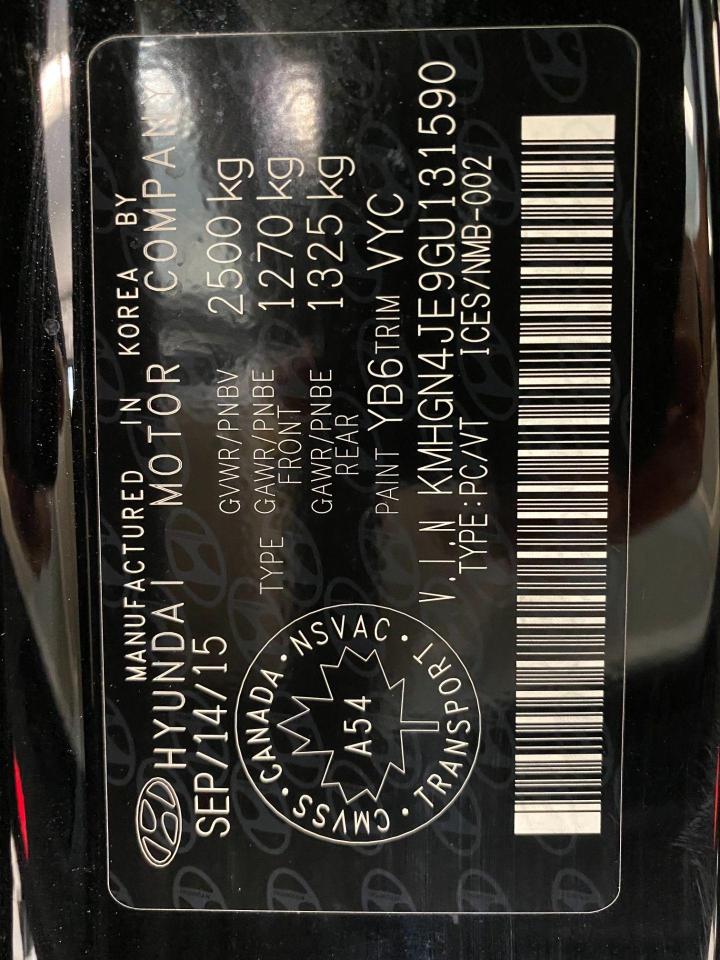 MANUFACTURED IN KOREA BY
HYUNDAI MOTOR COMPANY
SEP/14/15
GVWR/PNBV 2500 kg
TYPE GAWR/PNBE FRONT 1270 kg
GAWR/PNBE REAR 1325 kg
CANADA · NSVAC · TRANSPORT · CMVSS ·
A54
PAINT YB6 TRIM VYC
V.I.N KMHGN4JE9GU131590
TYPE:PC/VT ICES/NMB-002